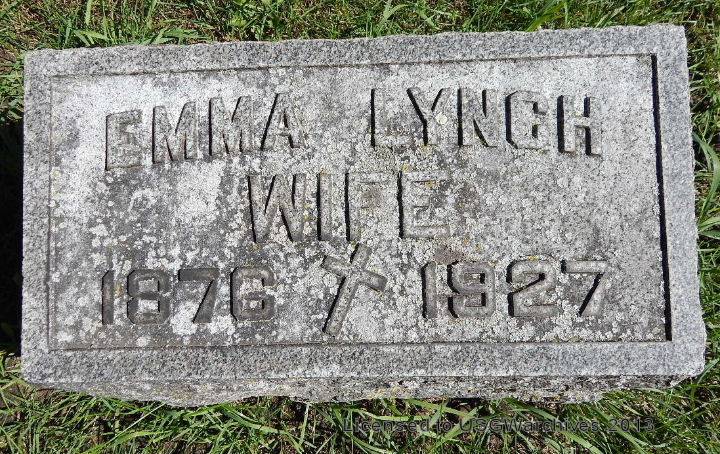 EMMA LYNCH
WIFE
1876 1927
Licensed to USGWarchives 2013